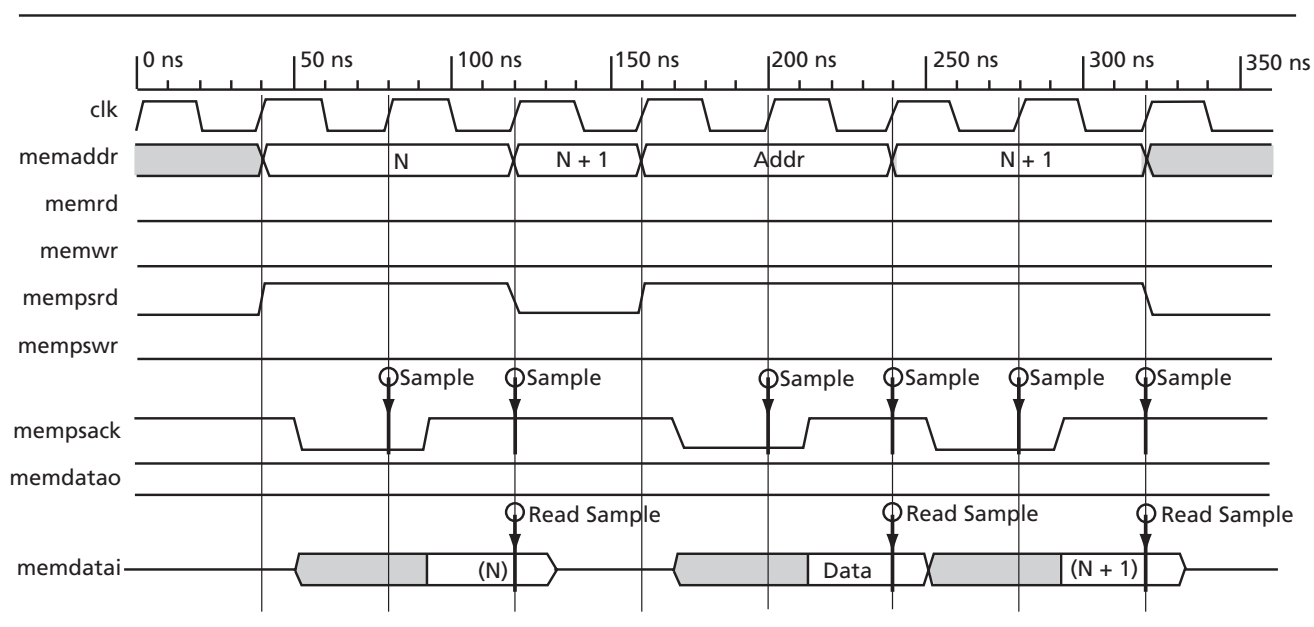 0 ns 50 ns 100 ns 150 ns 200 ns 250 ns 300 ns 350 ns
clk
memaddr N N + 1 Addr N + 1
memrd
memwr
mempsrd
mempswr
Sample Sample Sample Sample Sample Sample
mempsack
memdatao
Read Sample Read Sample Read Sample
memdatai (N) Data (N + 1)